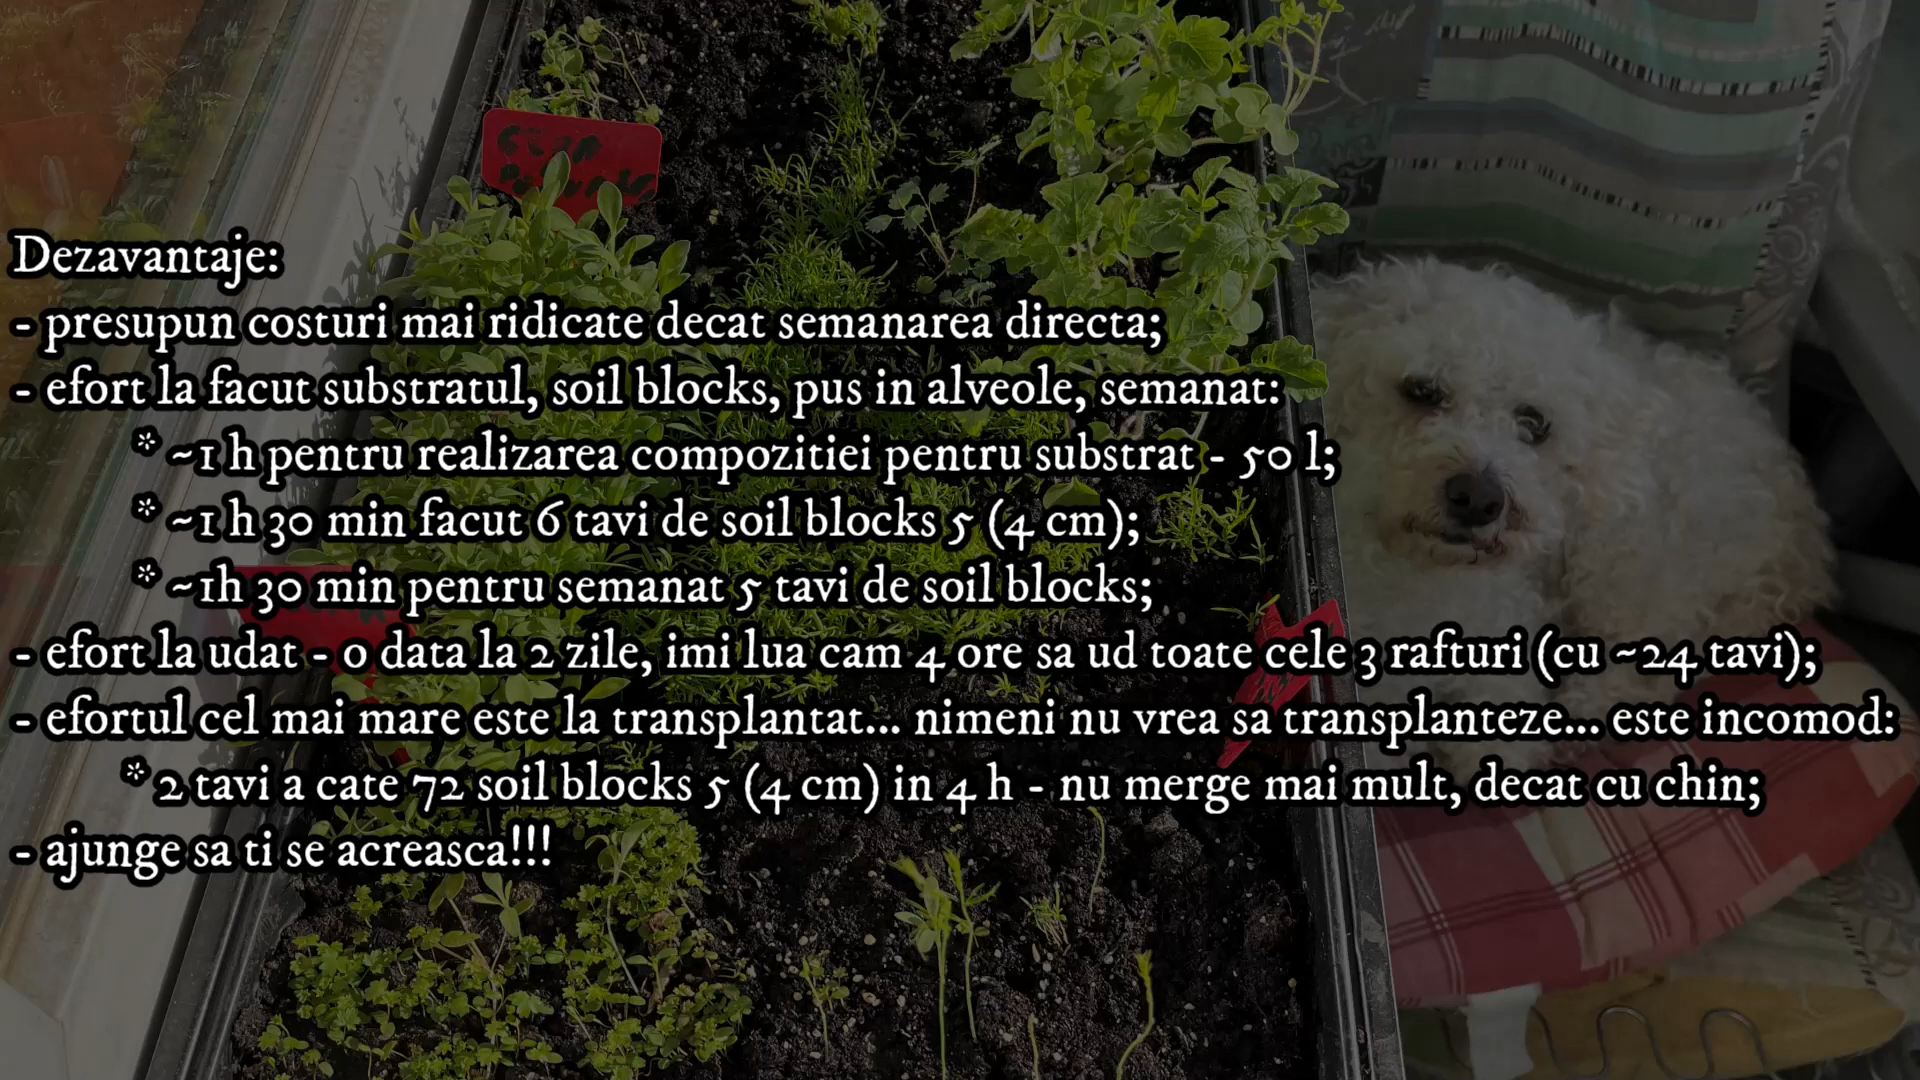 Dezavantaje:
- presupun costuri mai ridicate decat semanarea directa;
- efort la facut substratul, soil blocks, pus in alveole, semanat:
* ~1 h pentru realizarea compozitiei pentru substrat - 50 l;
* ~1 h 30 min facut 6 tavi de soil blocks 5 (4 cm);
* ~1h 30 min pentru semanat 5 tavi de soil blocks;
- efort la udat - o data la 2 zile, imi lua cam 4 ore sa ud toate cele 3 rafturi (cu ~24 tavi);
- efortul cel mai mare este la transplantat... nimeni nu vrea sa transplanteze... este incomod:
* 2 tavi a cate 72 soil blocks 5 (4 cm) in 4 h - nu merge mai mult, decat cu chin;
- ajunge sa ti se acreasca!!!